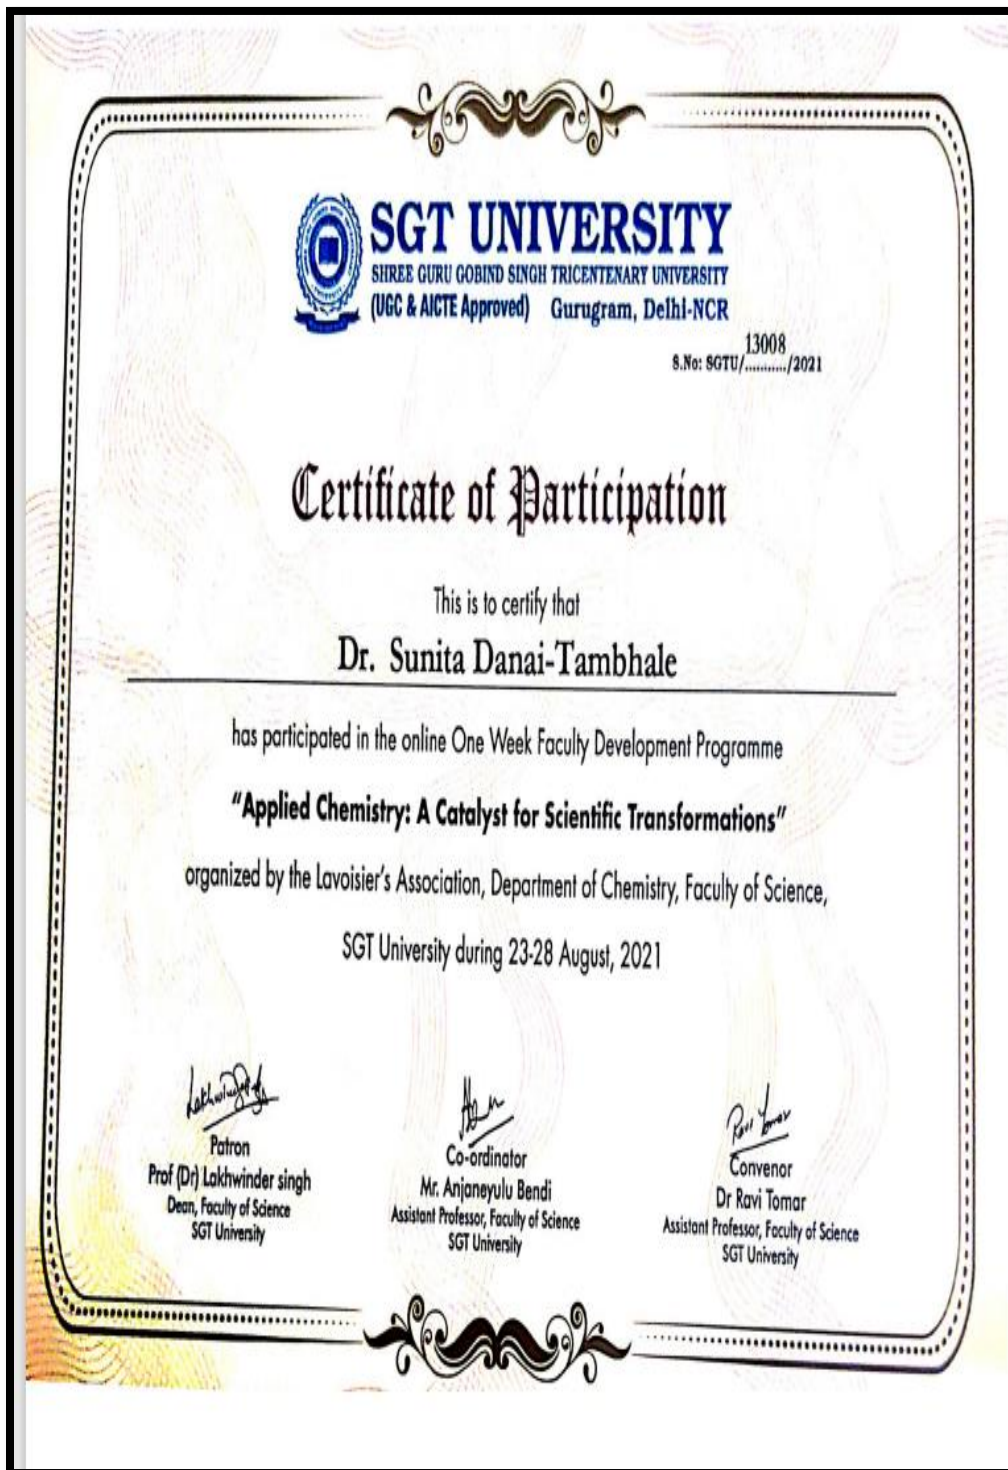 SGT UNIVERSITY
SHREE GURU GOBIND SINGH TRICENTENARY UNIVERSITY
(UGC & AICTE Approved) Gurugram, Delhi-NCR
13008
S.No: SGTU/.........../2021
Certificate of Participation
This is to certify that
Dr. Sunita Danai-Tambhale
has participated in the online One Week Faculty Development Programme
"Applied Chemistry: A Catalyst for Scientific Transformations"
organized by the Lavoisier's Association, Department of Chemistry, Faculty of Science,
SGT University during 23-28 August, 2021
Ravi Tomar
Patron
Prof (Dr) Lakhwinder singh
Dean, Faculty of Science
SGT University
Co-ordinator
Mr. Anjaneyulu Bendi
Assistant Professor, Faculty of Science
SGT University
Convenor
Dr Ravi Tomar
Assistant Professor, Faculty of Science
SGT University